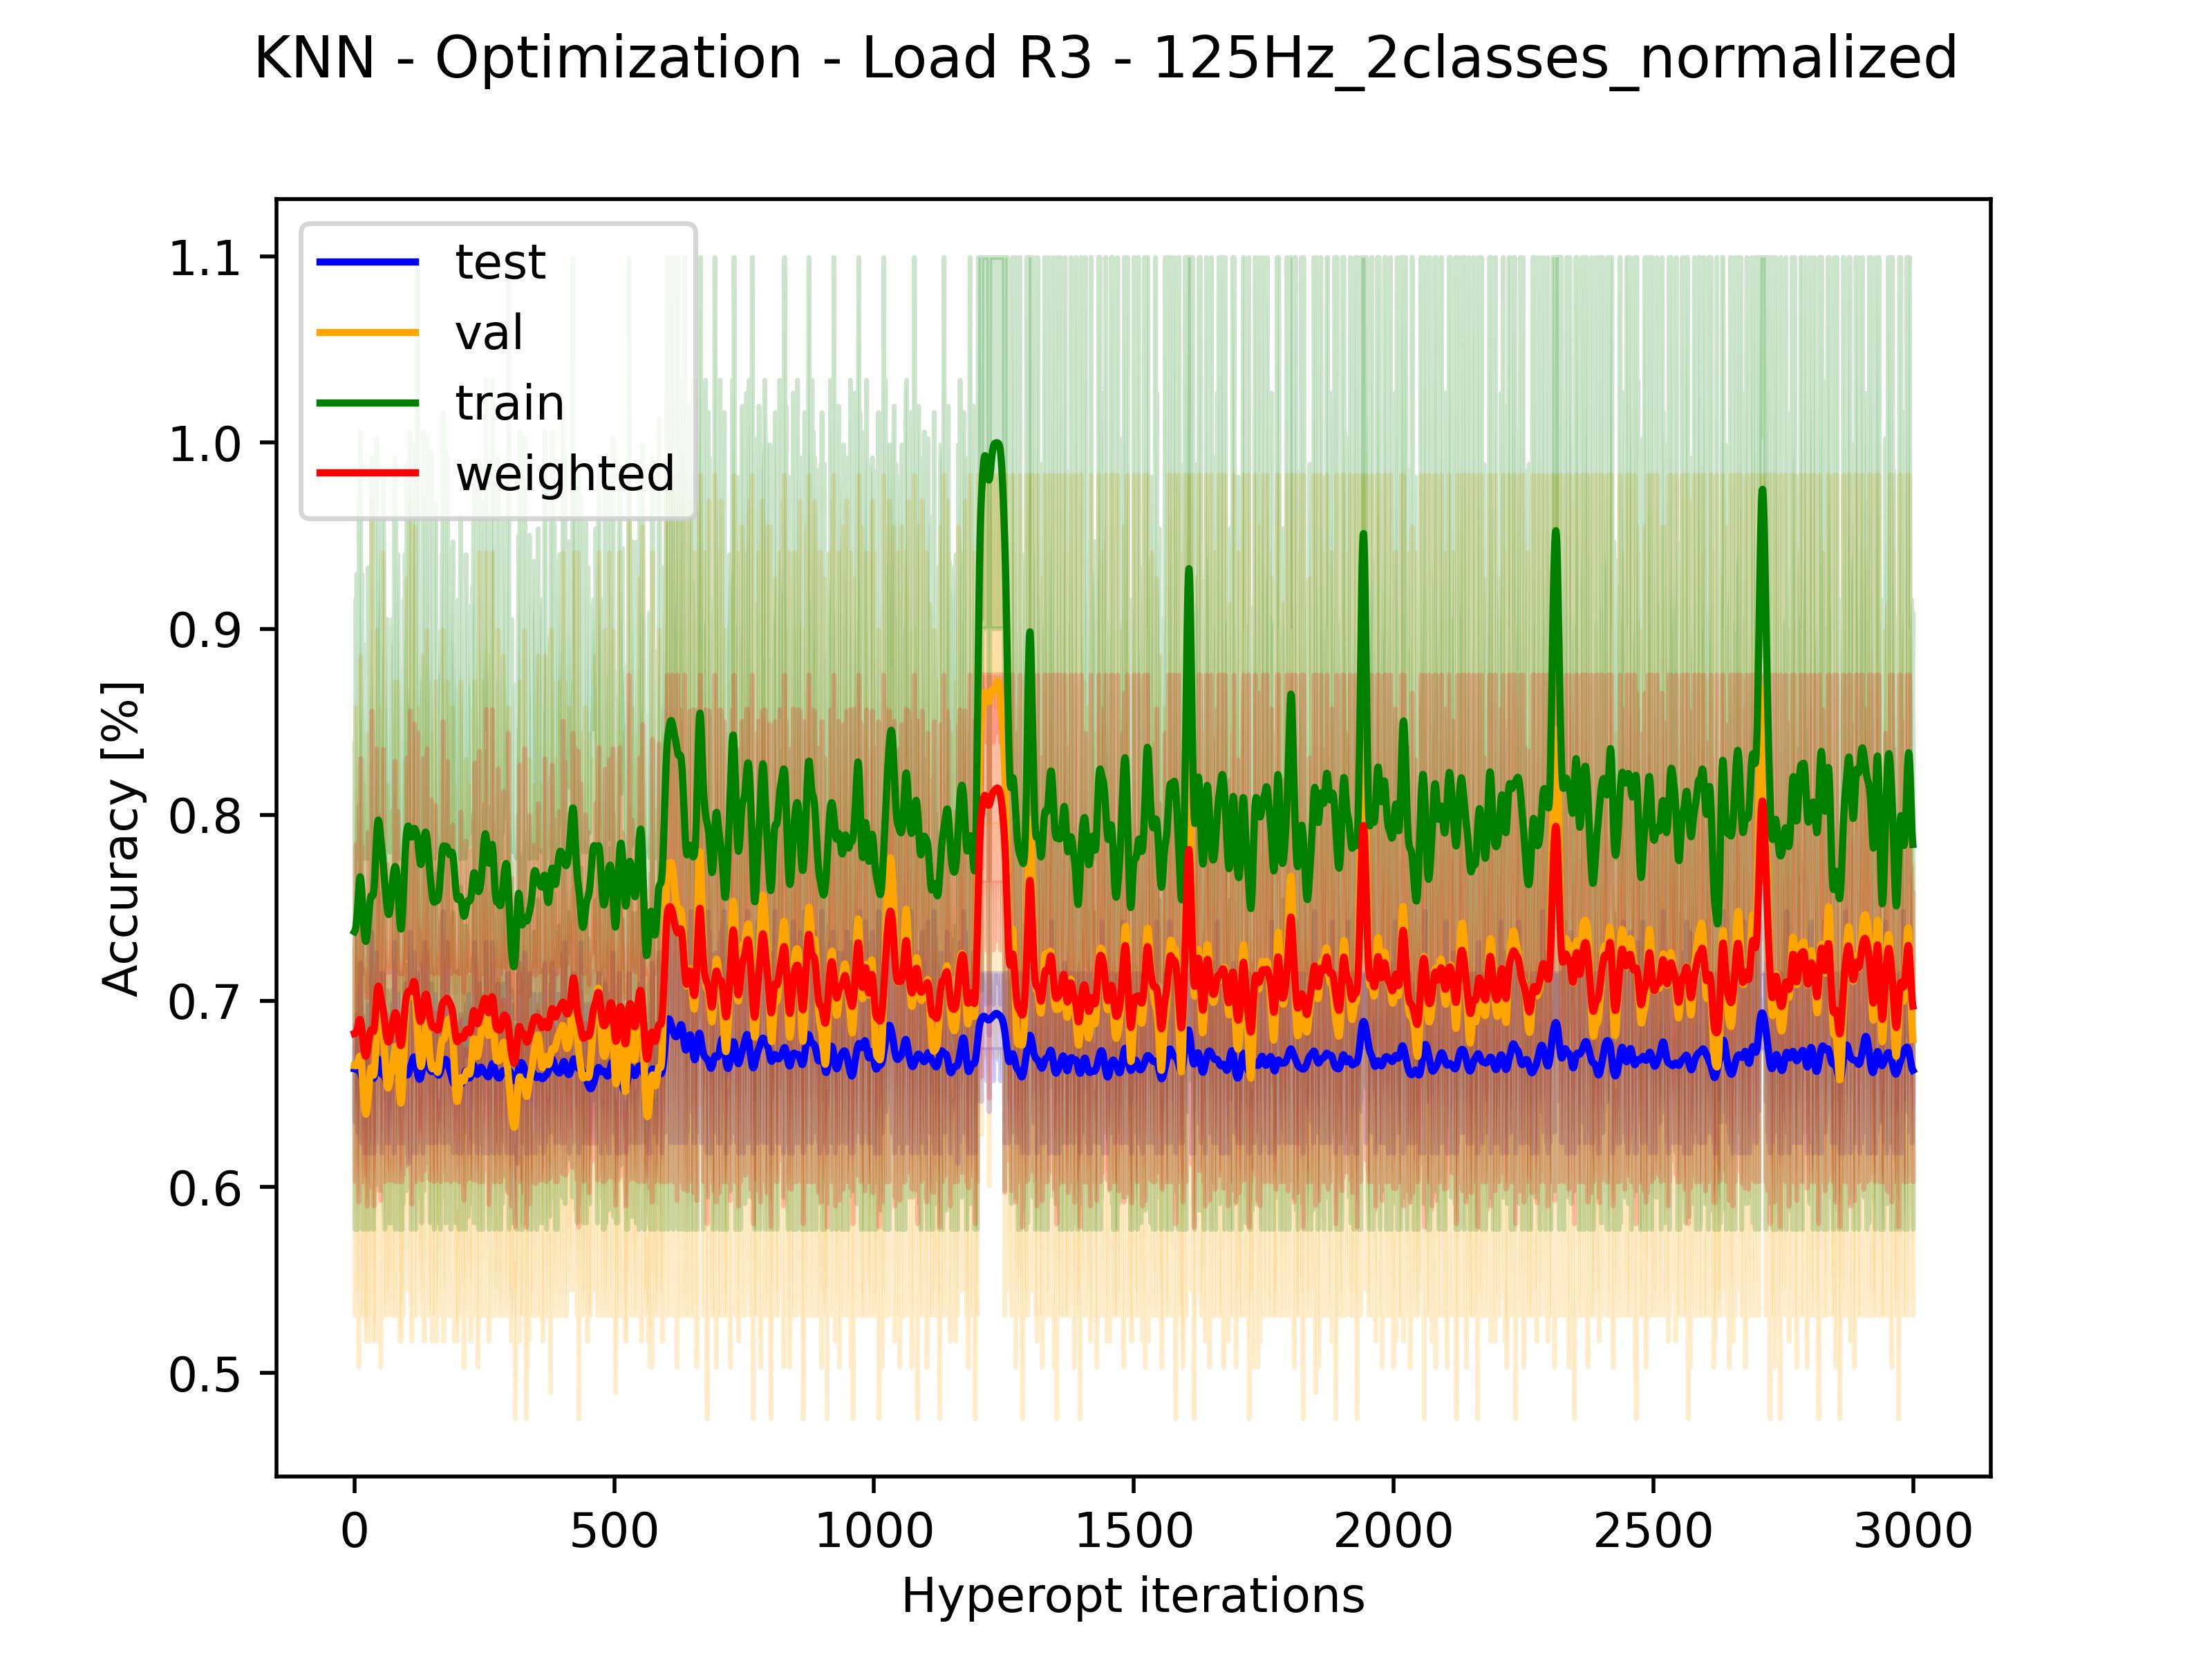 KNN - Optimization - Load R3 - 125Hz_2classes_normalized
test
val
train
weighted
1.1
1.0
0.9
0.8
0.7
0.6
0.5
Accuracy [%]
0 500 1000 1500 2000 2500 3000
Hyperopt iterations